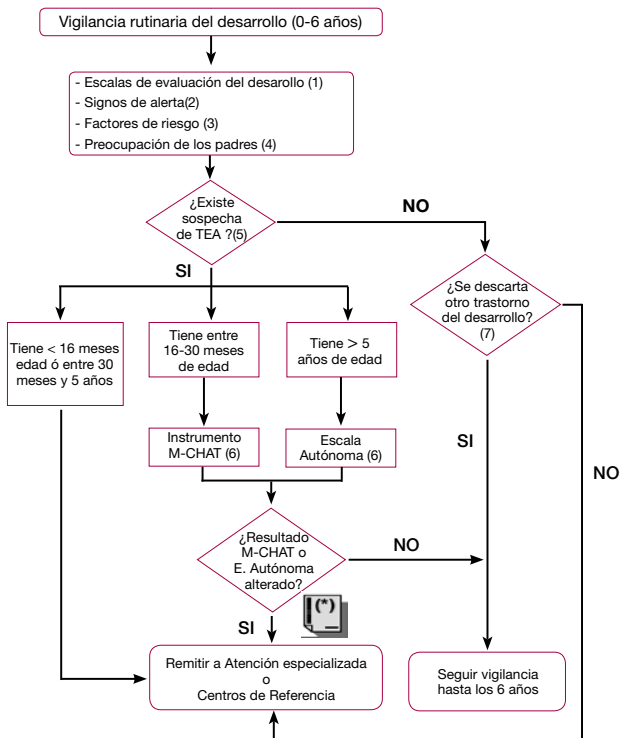 Vigilancia rutinaria del desarrollo (0-6 años)
- Escalas de evaluación del desarollo (1)
- Signos de alerta(2)
- Factores de riesgo (3)
- Preocupación de los padres (4)
¿Existe
sospecha
de TEA ?(5)
NO
SI
¿Se descarta
otro trastorno
del desarrollo?
(7)
Tiene < 16 meses
edad ó entre 30
meses y 5 años
Tiene entre
16-30 meses
de edad
Tiene > 5
años de edad
Instrumento
M-CHAT (6)
Escala
Autónoma (6)
SI
NO
¿Resultado
M-CHAT o
E. Autónoma
alterado?
NO
(*)
SI
Remitir a Atención especializada
o
Centros de Referencia
Seguir vigilancia
hasta los 6 años